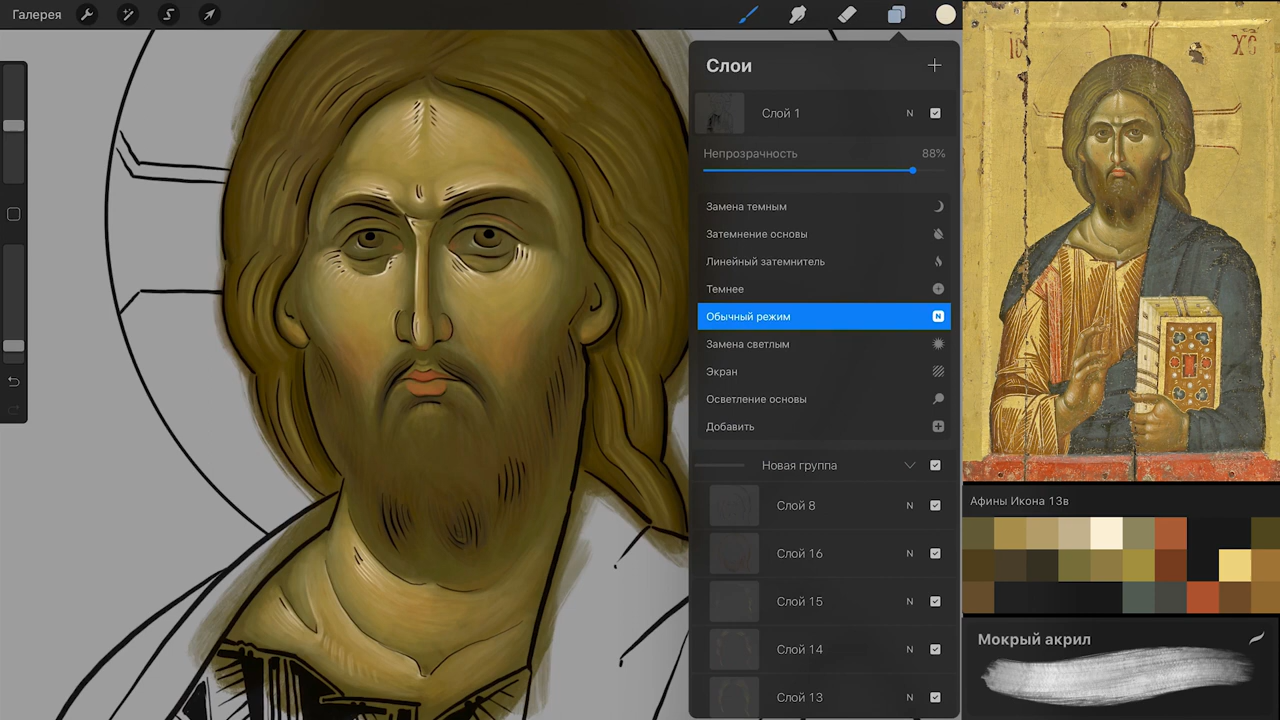 Галерея
Слои
Слой 1 N
Непрозрачность 88%
Замена темным
Затемнение основы
Линейный затемнитель
Темнее
Обычный режим N
Замена светлым
Экран
Осветление основы
Добавить
Новая группа
Слой 8 N
Слой 16 N
Слой 15 N
Слой 14 N
Слой 13 N
IC XC
Афины Икона 13в
Мокрый акрил